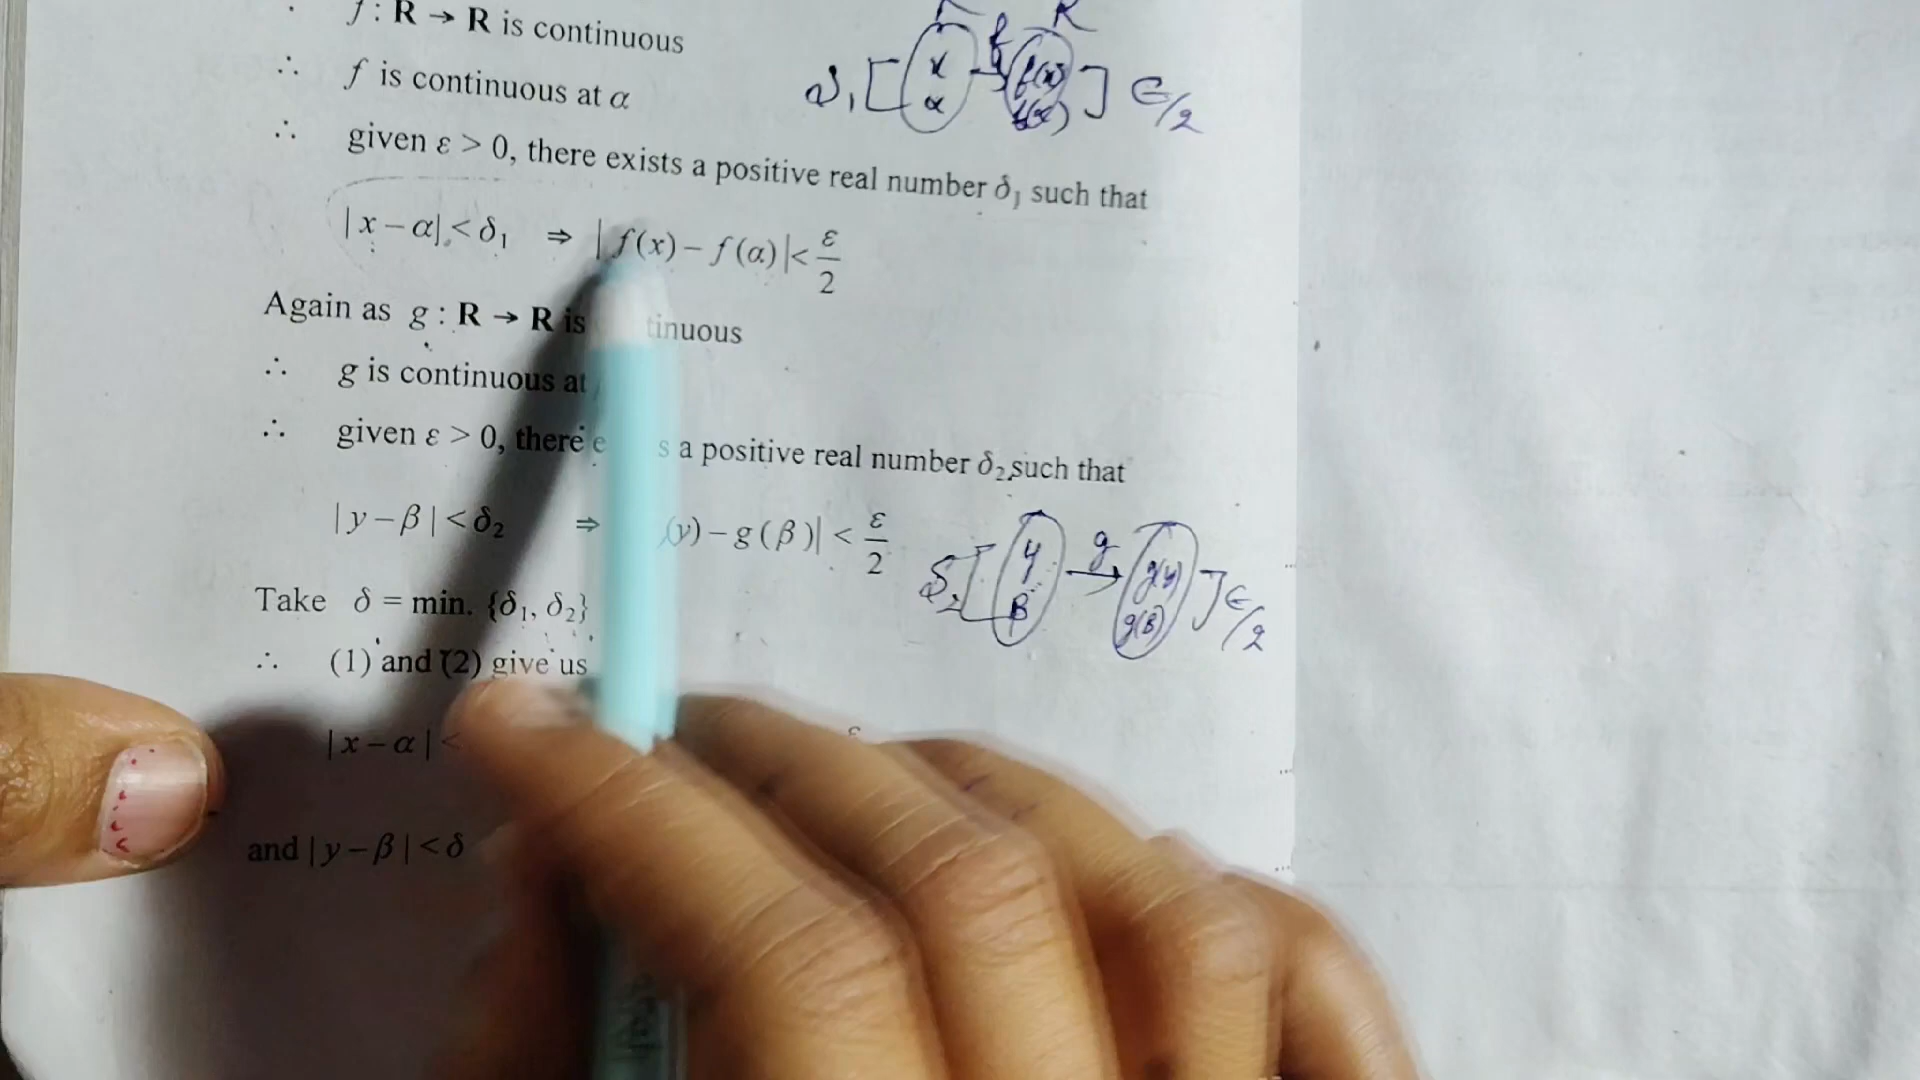 f : R → R is continuous
∴ f is continuous at α
∴ given ε > 0, there exists a positive real number δ₁ such that
| x − α | < δ₁ ⇒ | f(x) − f(α) | < ε/2
Again as g : R → R is tinuous
∴ g is continuous at
∴ given ε > 0, there a positive real number δ₂ such that
| y − β | < δ₂ ⇒ (y) − g(β) | < ε/2
Take δ = min. {δ₁, δ₂}
∴ (1) and (2) give us
| x − α | <
and | y − β | < δ
R
f
δ₁ [ x f(x) ] ∈/2
α
g
δ₂ [ y g(y) ] ∈/2
β g(β)